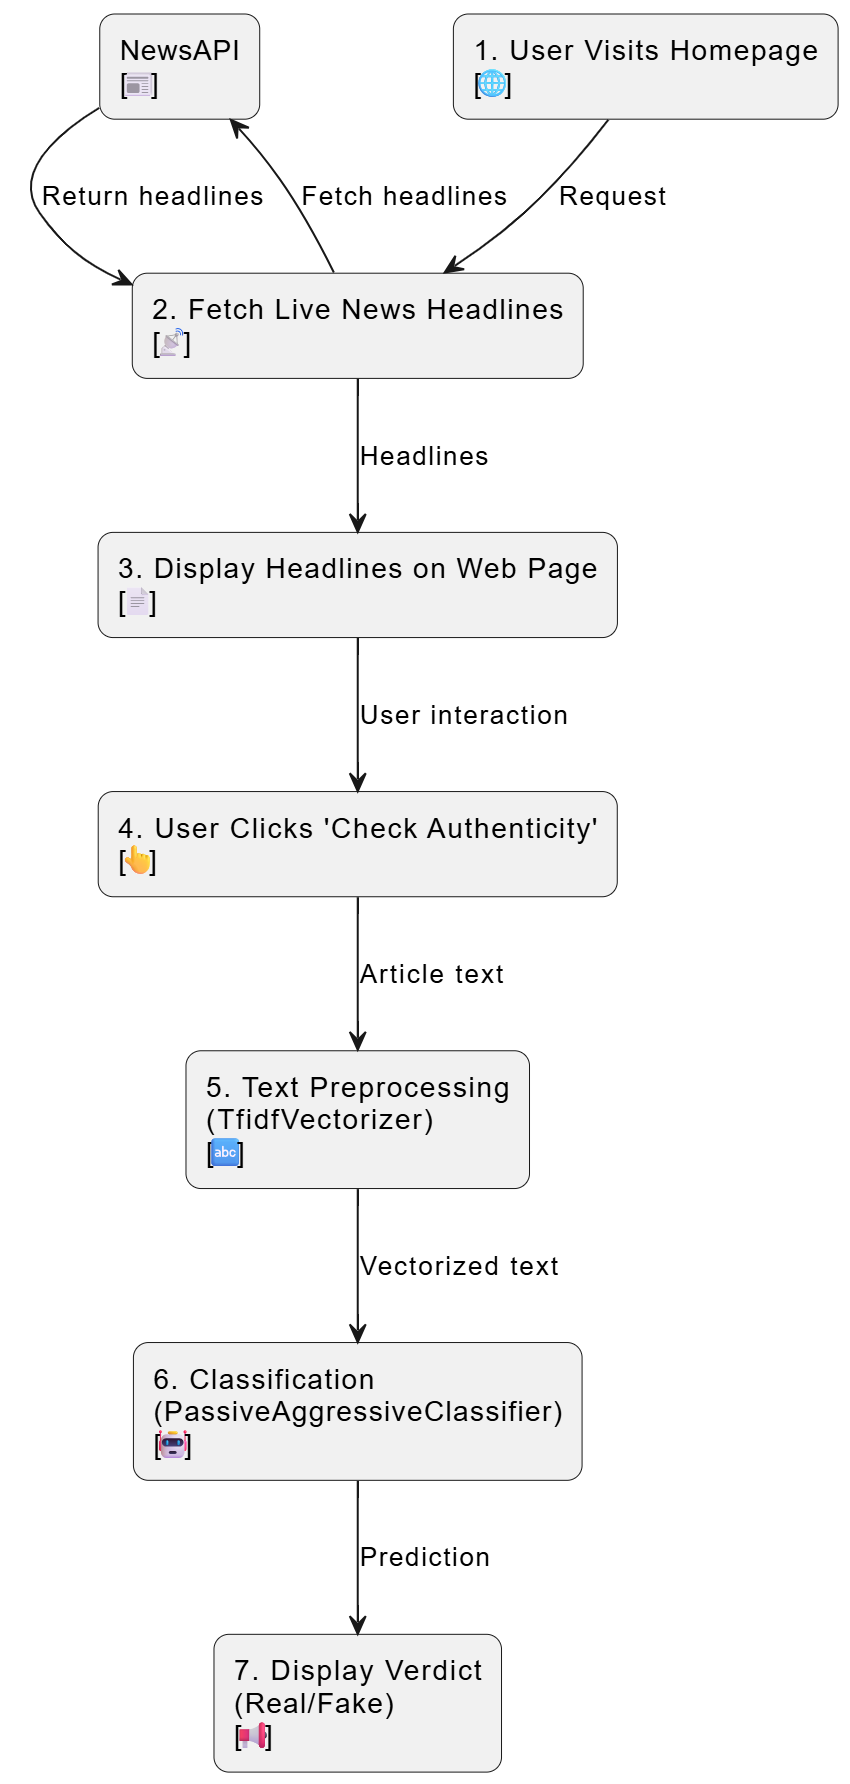 NewsAPI
[📰]
1. User Visits Homepage
[🌐]
Return headlines
Fetch headlines
Request
2. Fetch Live News Headlines
[📡]
Headlines
3. Display Headlines on Web Page
[📄]
User interaction
4. User Clicks 'Check Authenticity'
[👆]
Article text
5. Text Preprocessing
(TfidfVectorizer)
[🔤]
Vectorized text
6. Classification
(PassiveAggressiveClassifier)
[🤖]
Prediction
7. Display Verdict
(Real/Fake)
[📢]